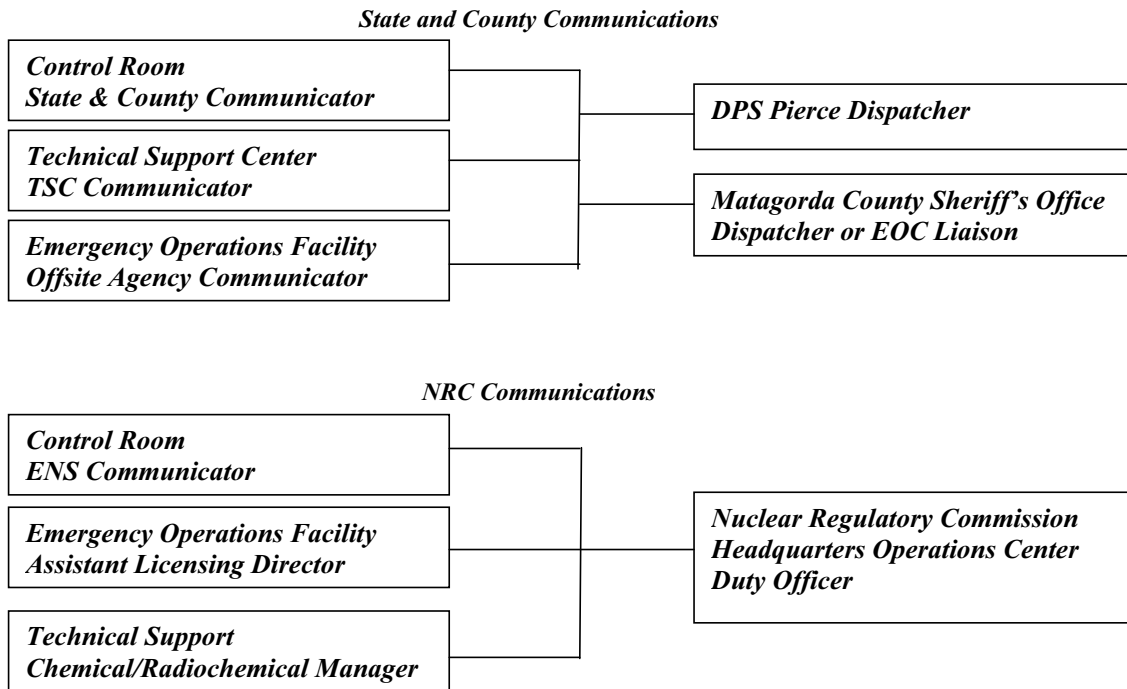 State and County Communications
Control Room
State & County Communicator
Technical Support Center
TSC Communicator
Emergency Operations Facility
Offsite Agency Communicator
DPS Pierce Dispatcher
Matagorda County Sheriff's Office
Dispatcher or EOC Liaison
NRC Communications
Control Room
ENS Communicator
Emergency Operations Facility
Assistant Licensing Director
Technical Support
Chemical/Radiochemical Manager
Nuclear Regulatory Commission
Headquarters Operations Center
Duty Officer